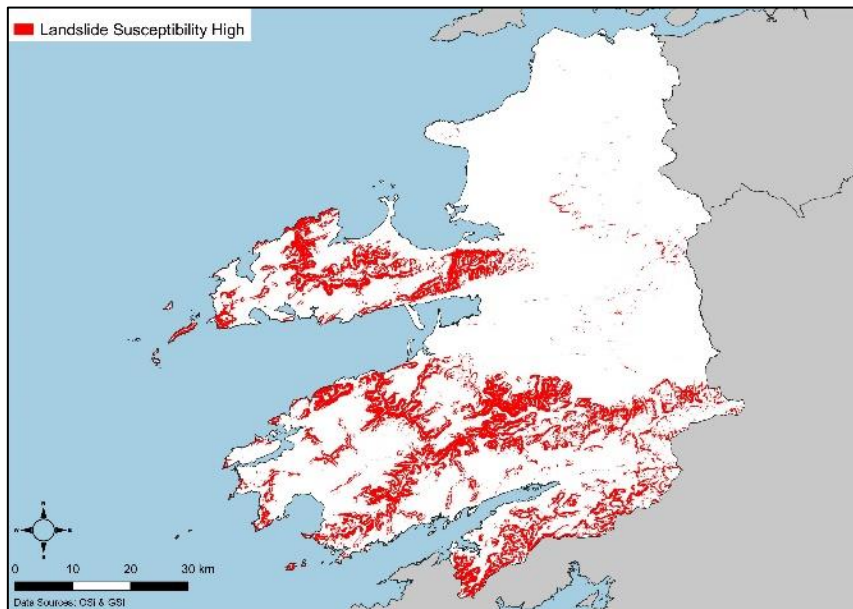 Landslide Susceptibility High
N
W E
S
0 10 20 30 km
Data Sources: OSi & GSI